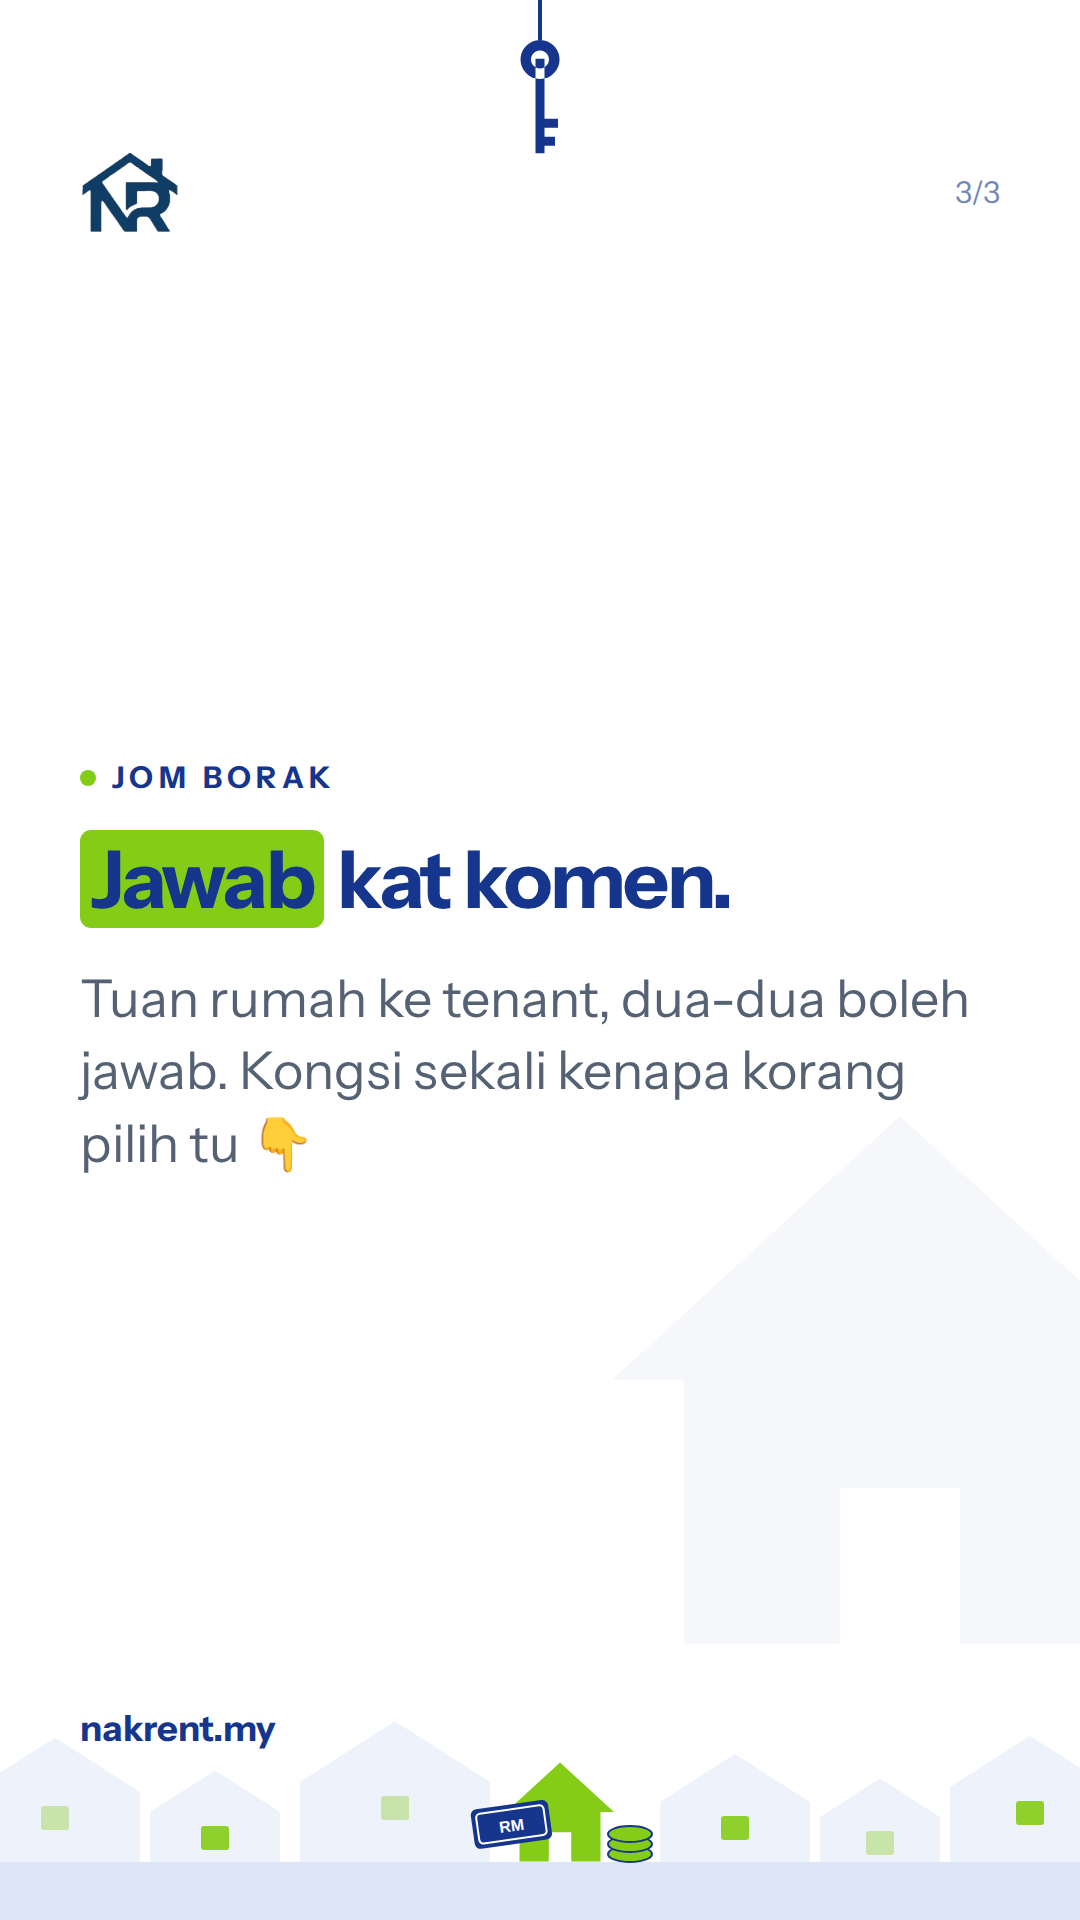 NR
3/3
JOM BORAK
Jawab kat komen.
Tuan rumah ke tenant, dua-dua boleh
jawab. Kongsi sekali kenapa korang
pilih tu 👇
nakrent.my
RM